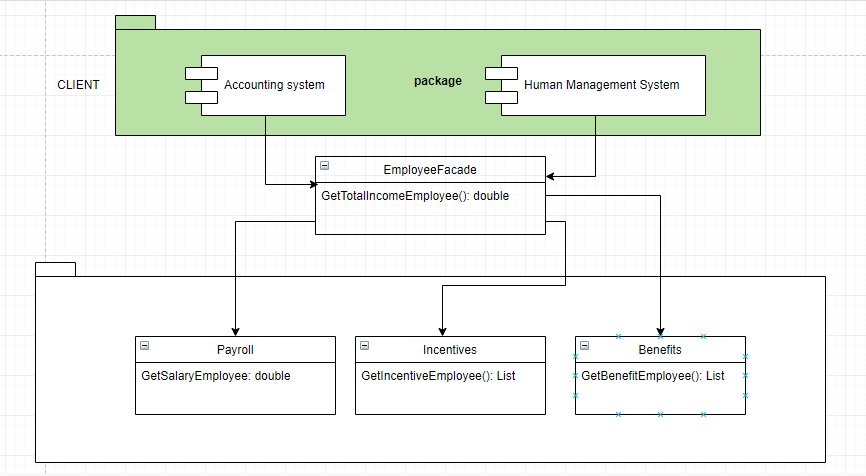 CLIENT
Accounting system
package
Human Management System
EmployeeFacade
GetTotalIncomeEmployee(): double
Payroll
GetSalaryEmployee: double
Incentives
GetIncentiveEmployee(): List
Benefits
GetBenefitEmployee(): List